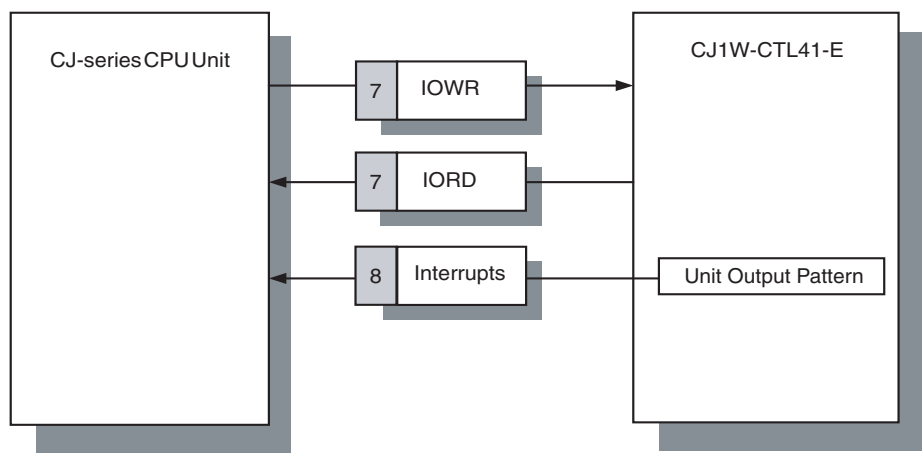 CJ-series CPU Unit
CJ1W-CTL41-E
7 IOWR
7 IORD
8 Interrupts
Unit Output Pattern